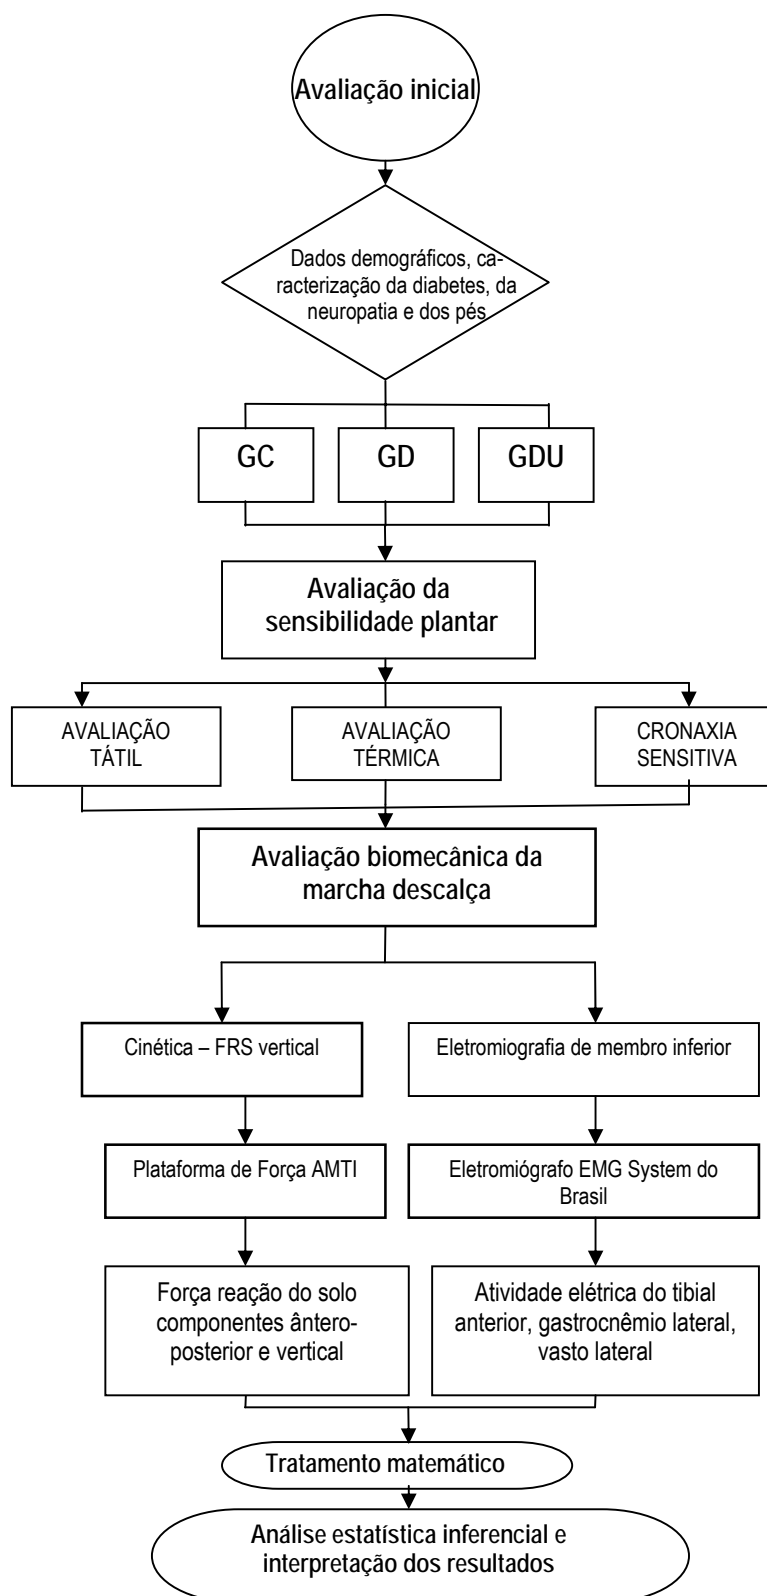 Avaliação inicial
Dados demográficos, ca-
racterização da diabetes, da
neuropatia e dos pés
GC
GD
GDU
Avaliação da
sensibilidade plantar
AVALIAÇÃO
TÁTIL
AVALIAÇÃO
TÉRMICA
CRONAXIA
SENSITIVA
Avaliação biomecânica da
marcha descalça
Cinética – FRS vertical
Eletromiografia de membro inferior
Plataforma de Força AMTI
Eletromiógrafo EMG System do
Brasil
Força reação do solo
componentes ântero-
posterior e vertical
Atividade elétrica do tibial
anterior, gastrocnêmio lateral,
vasto lateral
Tratamento matemático
Análise estatística inferencial e
interpretação dos resultados